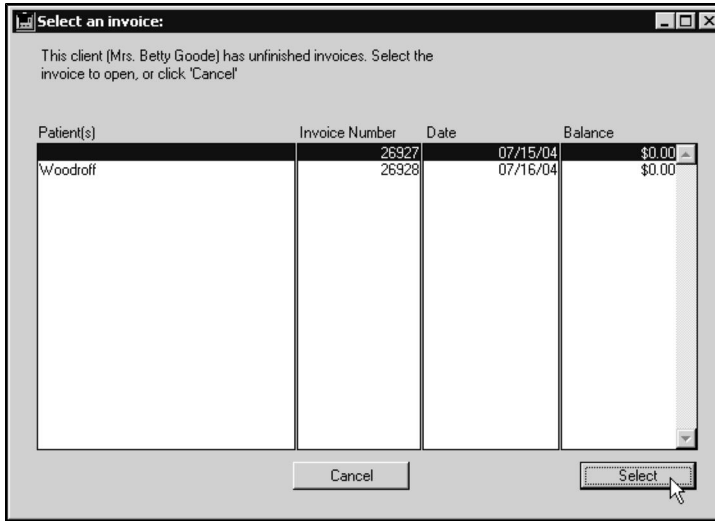 Select an invoice:
This client (Mrs. Betty Goode) has unfinished invoices. Select the
invoice to open, or click 'Cancel'
Patient(s) Invoice Number Date Balance
26927 07/15/04 $0.00
Woodroff 26928 07/16/04 $0.00
Cancel Select